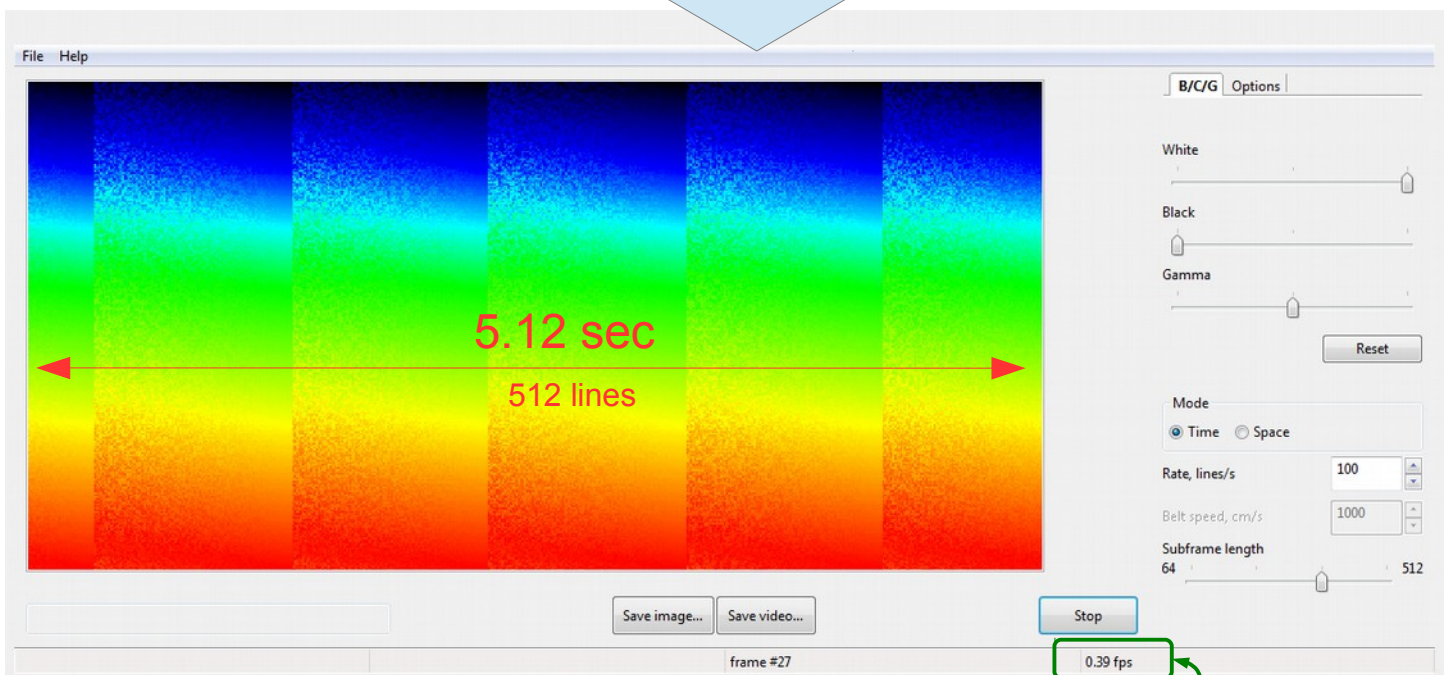 File Help
B/C/G Options
White
Black
Gamma
5.12 sec
Reset
512 lines
Mode
Time Space
Rate, lines/s 100
Belt speed, cm/s 1000
Subframe length
64 512
Save image... Save video... Stop
frame #27 0.39 fps